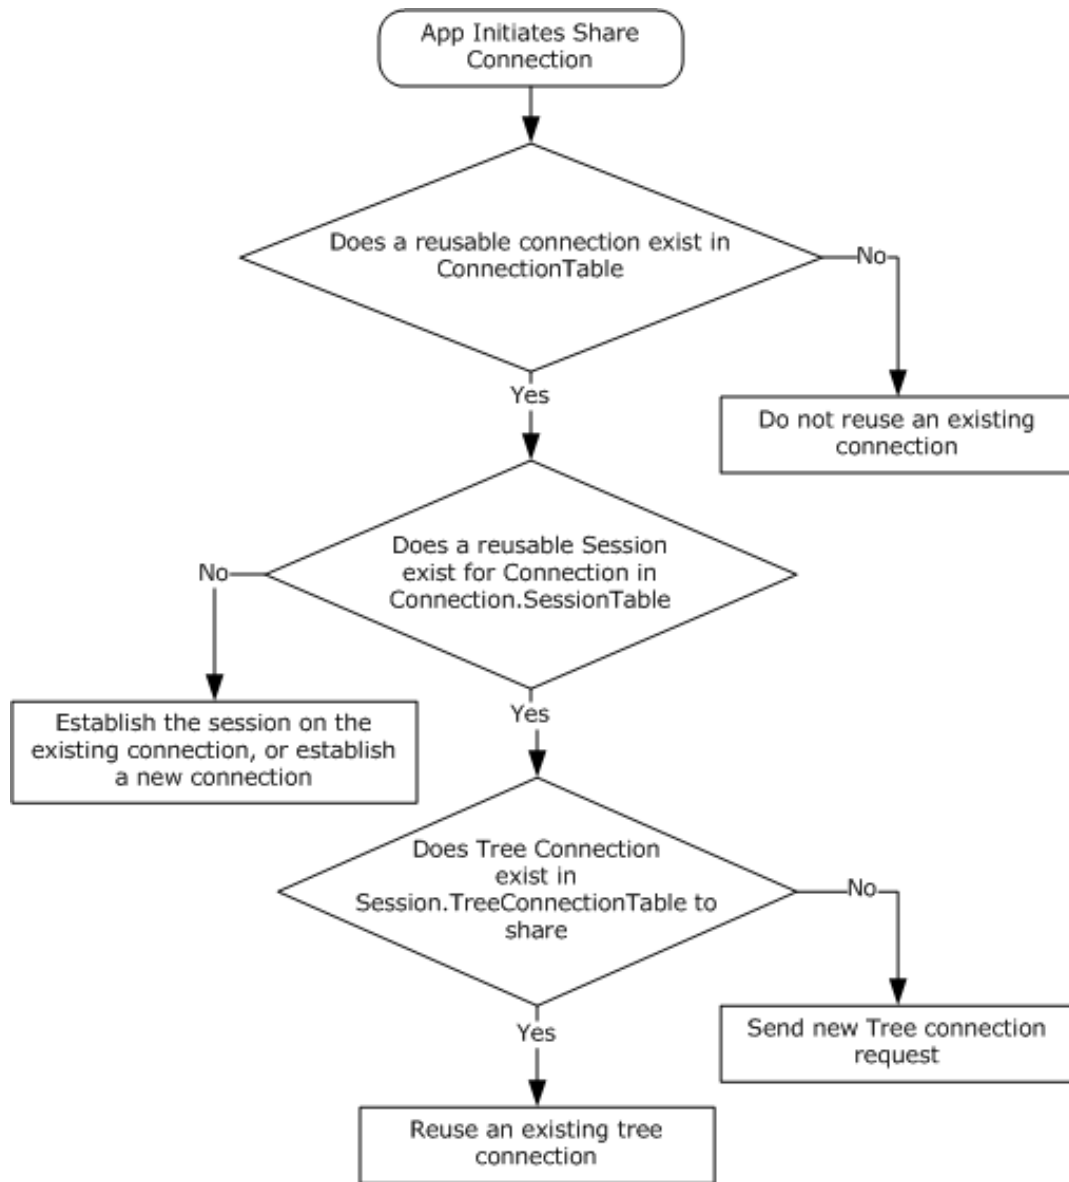 App Initiates Share
Connection
Does a reusable connection exist in
ConnectionTable
No
Yes
Do not reuse an existing
connection
Does a reusable Session
exist for Connection in
Connection.SessionTable
No
Yes
Establish the session on the
existing connection, or establish
a new connection
Does Tree Connection
exist in
Session.TreeConnectionTable to
share
No
Yes
Send new Tree connection
request
Reuse an existing tree
connection